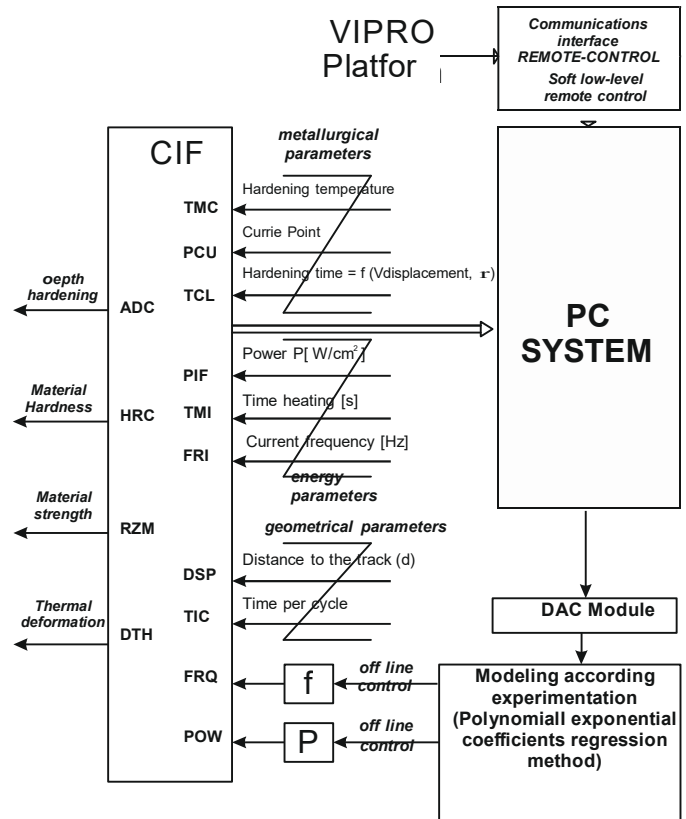 VIPRO
Platfor
Communications
interface
REMOTE-CONTROL
Soft low-level
remote control
CIF
metallurgical
parameters
Hardening temperature
TMC
Currie Point
PCU
Hardening time = f (Vdisplacement, r)
TCL
oepth
hardening
ADC
PC
SYSTEM
Power P[ W/cm²]
PIF
Material
Hardness
HRC
Time heating [s]
TMI
Current frequency [Hz]
FRI
energy
parameters
Material
strength
RZM
geometrical parameters
Distance to the track (d)
DSP
Time per cycle
TIC
Thermal
deformation
DTH
DAC Module
FRQ
f
off line
control
POW
P
off line
control
Modeling according
experimentation
(Polynomiall exponential
coefficients regression
method)